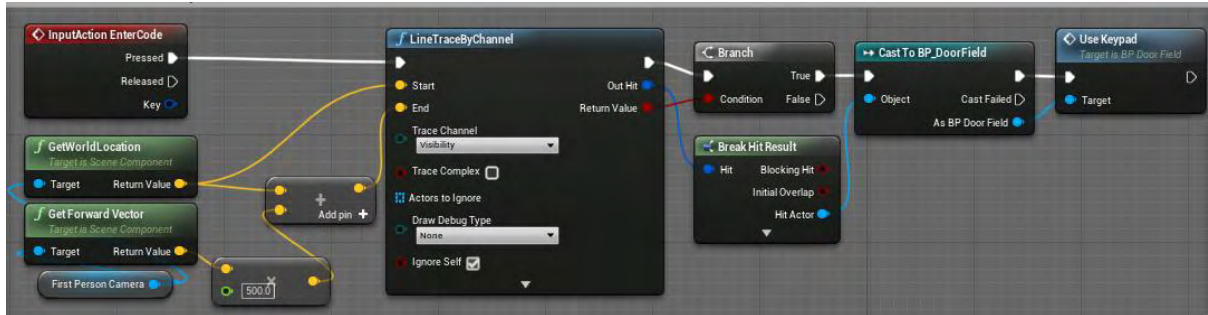 InputAction EnterCode
Pressed
Released
Key
f GetWorldLocation
Target is Scene Component
Target Return Value
f Get Forward Vector
Target is Scene Component
Target Return Value
First Person Camera
+
Add pin +
×
500.0
f LineTraceByChannel
Start Out Hit
End Return Value
Trace Channel
Visibility
Trace Complex
Actors to Ignore
Draw Debug Type
None
Ignore Self
Branch
True
Condition False
Break Hit Result
Hit Blocking Hit
Initial Overlap
Hit Actor
Cast To BP_DoorField
Object Cast Failed
As BP Door Field
Use Keypad
Target is BP Door Field
Target